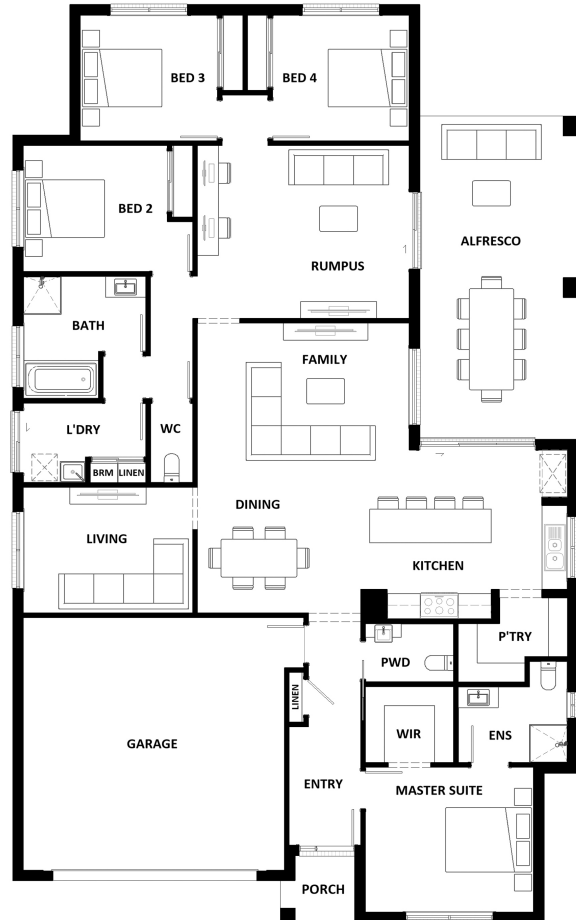 BED 3
BED 4
BED 2
ALFRESCO
RUMPUS
BATH
FAMILY
L'DRY
WC
BRM
LINEN
DINING
LIVING
KITCHEN
P'TRY
PWD
LINEN
WIR
ENS
GARAGE
ENTRY
MASTER SUITE
PORCH